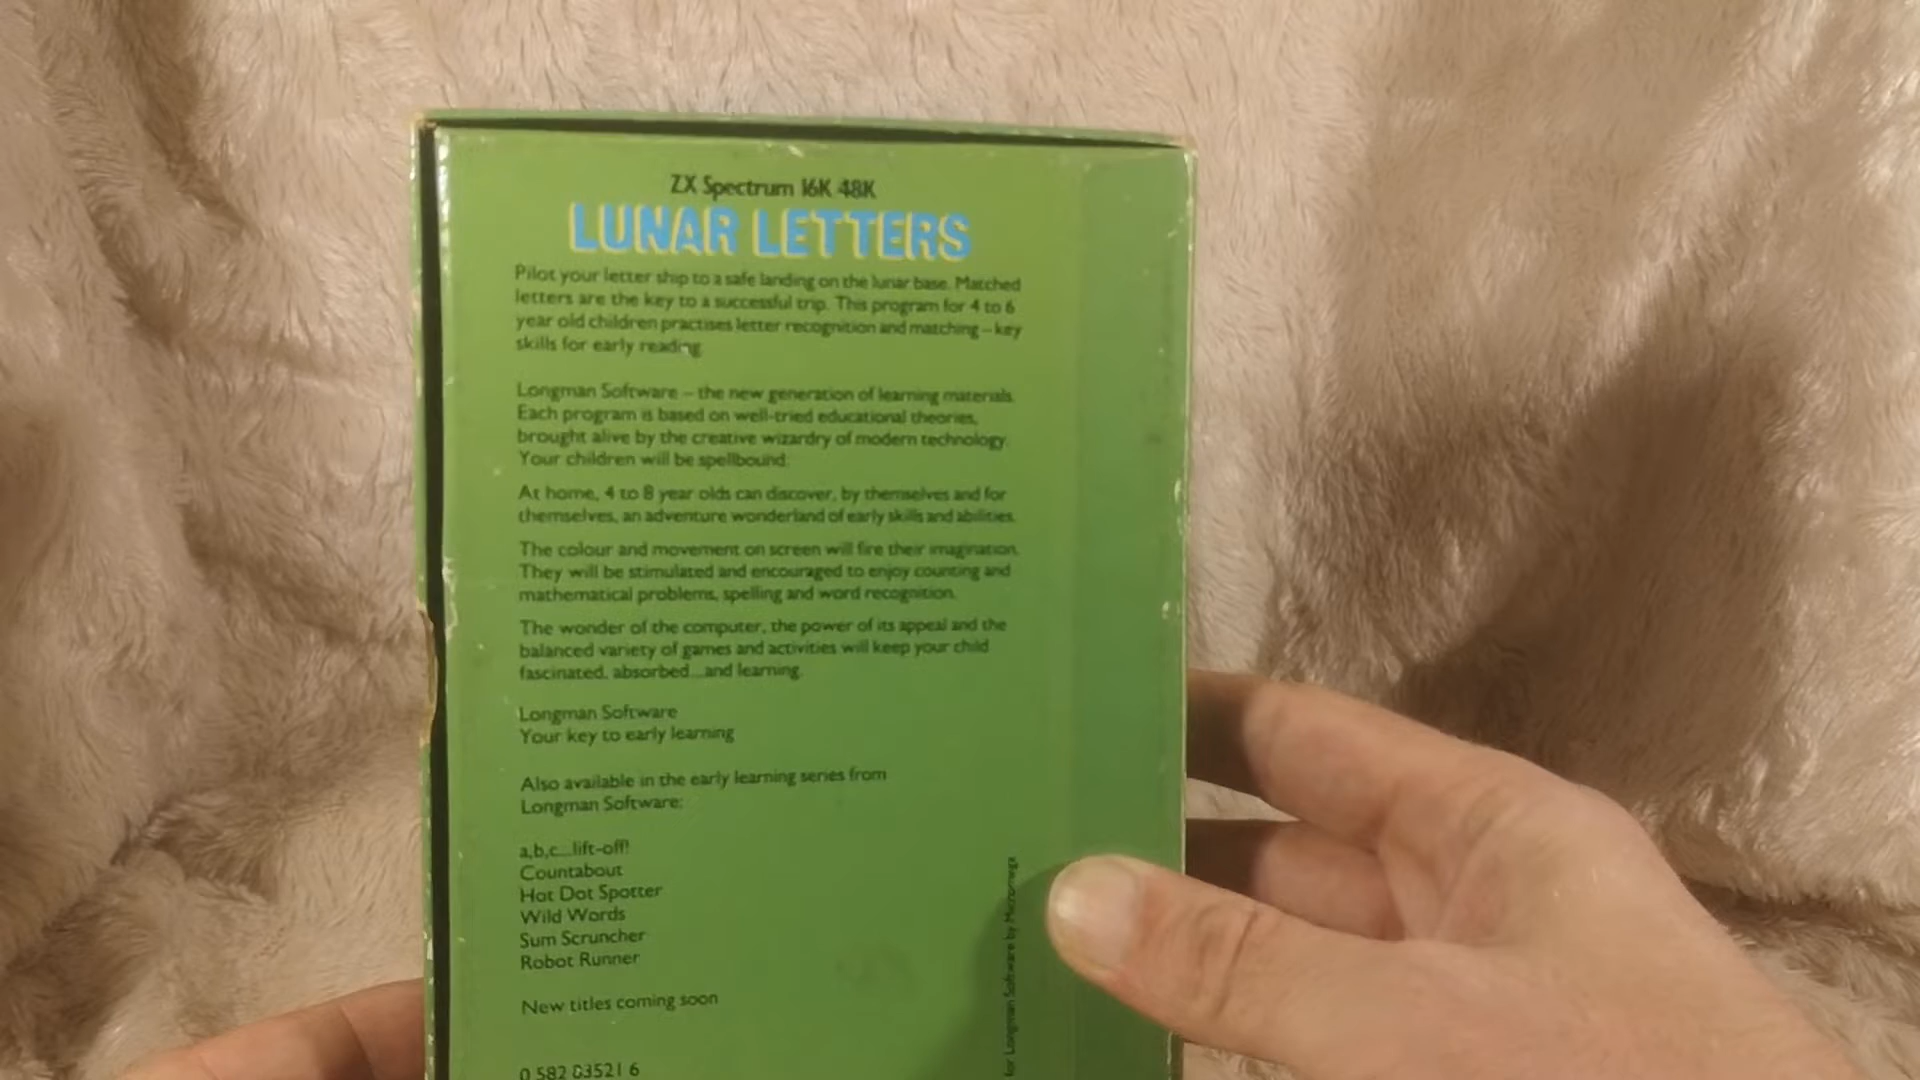 ZX Spectrum 16K 48K
LUNAR LETTERS
Pilot your letter ship to a safe landing on the lunar base. Matched
letters are the key to a successful trip. This program for 4 to 6
year old children practises letter recognition and matching – key
skills for early reading.
Longman Software – the new generation of learning materials.
Each program is based on well-tried educational theories,
brought alive by the creative wizardry of modern technology.
Your children will be spellbound.
At home, 4 to 8 year olds can discover, by themselves and for
themselves, an adventure wonderland of early skills and abilities.
The colour and movement on screen will fire their imagination.
They will be stimulated and encouraged to enjoy counting and
mathematical problems, spelling and word recognition.
The wonder of the computer, the power of its appeal and the
balanced variety of games and activities will keep your child
fascinated, absorbed...and learning.
Longman Software
Your key to early learning
Also available in the early learning series from
Longman Software:
a,b,c...lift-off!
Countabout
Hot Dot Spotter
Wild Words
Sum Scruncher
Robot Runner
New titles coming soon
0 582 03521 6
for Longman Software by Micromega